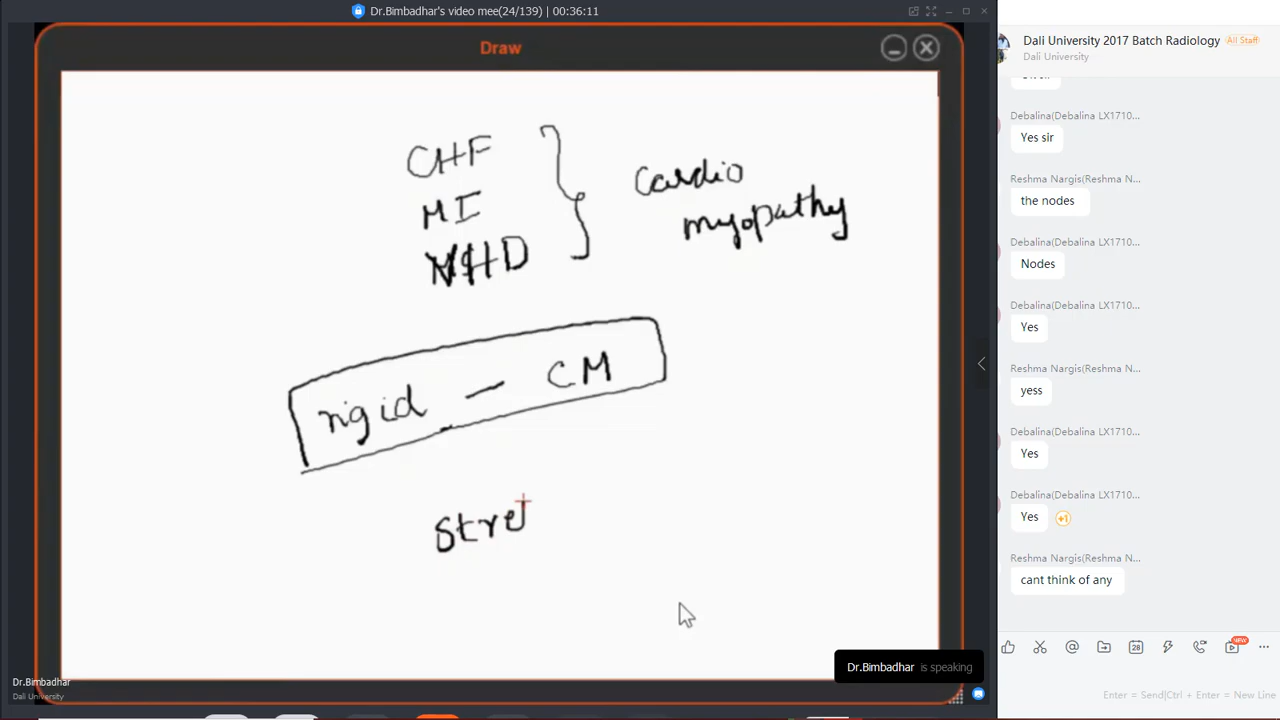 Dr.Bimbadhar's video mee(24/139) | 00:36:11
Draw
CHF
MI
VHD
Cardio
myopathy
rigid – CM
Stre
Dr.Bimbadhar is speaking
Dr.Bimbadhar
Dali University
Dali University 2017 Batch Radiology All Staff
Dali University
Debalina(Debalina LX1710...
Yes sir
Reshma Nargis(Reshma N...
the nodes
Debalina(Debalina LX1710...
Nodes
Debalina(Debalina LX1710...
Yes
Reshma Nargis(Reshma N...
yess
Debalina(Debalina LX1710...
Yes
Debalina(Debalina LX1710...
Yes +1
Reshma Nargis(Reshma N...
cant think of any
28
NEW
Enter = Send|Ctrl + Enter = New Line